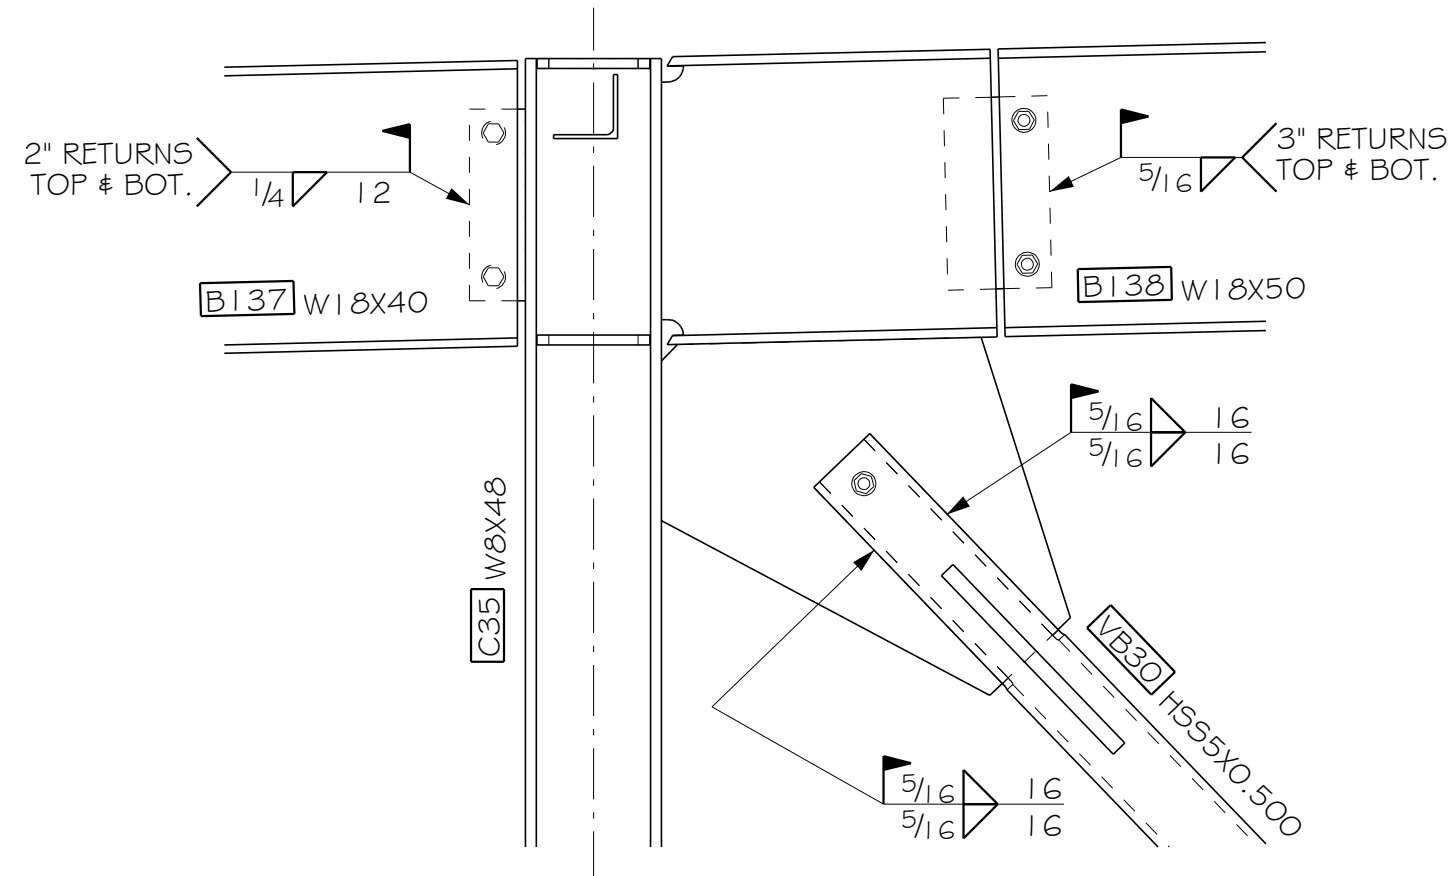 2" RETURNS
TOP & BOT.
1/4
12
3" RETURNS
TOP & BOT.
5/16
B137 W18X40
B138 W18X50
5/16 16
5/16 16
C35 W8X48
VB30 HSS5X0.500
5/16 16
5/16 16